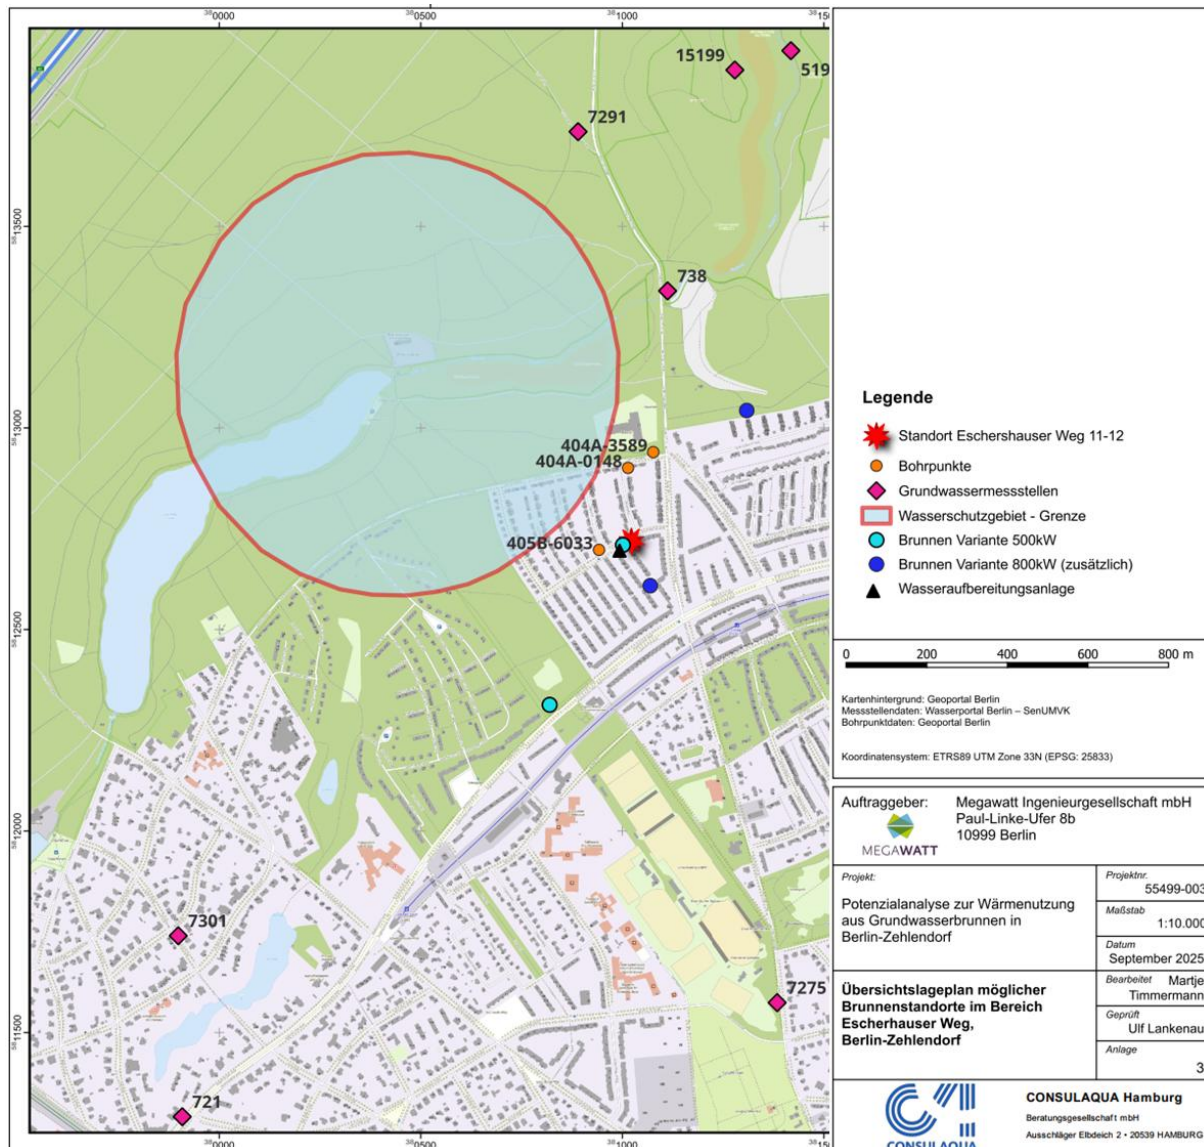 ³⁸0000
³⁸0500
³⁸1000
³⁸15
15199
519
7291
⁵⁸13500
738
⁵⁸13000
404A-3589
404A-0148
405B-6033
⁵⁸12500
⁵⁸12000
7301
7275
⁵⁸11500
721
³⁸0000
³⁸0500
³⁸1000
³⁸15
Legende
Standort Eschershauser Weg 11-12
Bohrpunkte
Grundwassermessstellen
Wasserschutzgebiet - Grenze
Brunnen Variante 500kW
Brunnen Variante 800kW (zusätzlich)
Wasseraufbereitungsanlage
0 200 400 600 800 m
Kartenhintergrund: Geoportal Berlin
Messstellendaten: Wasserportal Berlin – SenUMVK
Bohrpunktdaten: Geoportal Berlin
Koordinatensystem: ETRS89 UTM Zone 33N (EPSG: 25833)
Auftraggeber: Megawatt Ingenieurgesellschaft mbH
Paul-Linke-Ufer 8b
10999 Berlin
MEGAWATT
Projekt:
Potenzialanalyse zur Wärmenutzung
aus Grundwasserbrunnen in
Berlin-Zehlendorf
Projektnr.
55499-003
Maßstab
1:10.000
Datum
September 2025
Übersichtslageplan möglicher
Brunnenstandorte im Bereich
Escherhauser Weg,
Berlin-Zehlendorf
Bearbeitet Martje
Timmermann
Geprüft
Ulf Lankenau
Anlage
3
CONSULAQUA
CONSULAQUA Hamburg
Beratungsgesellschaft mbH
Ausschläger Elbdeich 2 • 20539 HAMBURG